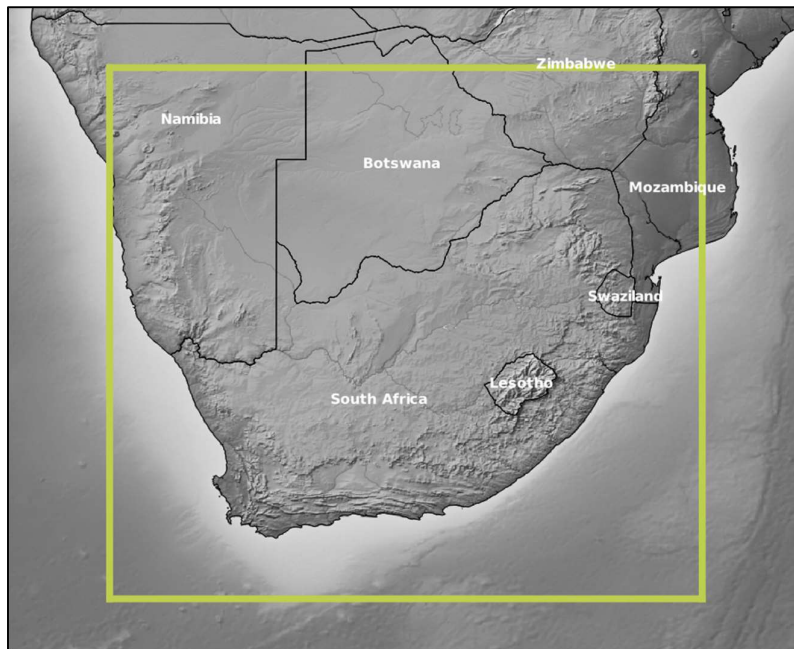 Zimbabwe
Namibia
Botswana
Mozambique
Swaziland
Lesotho
South Africa